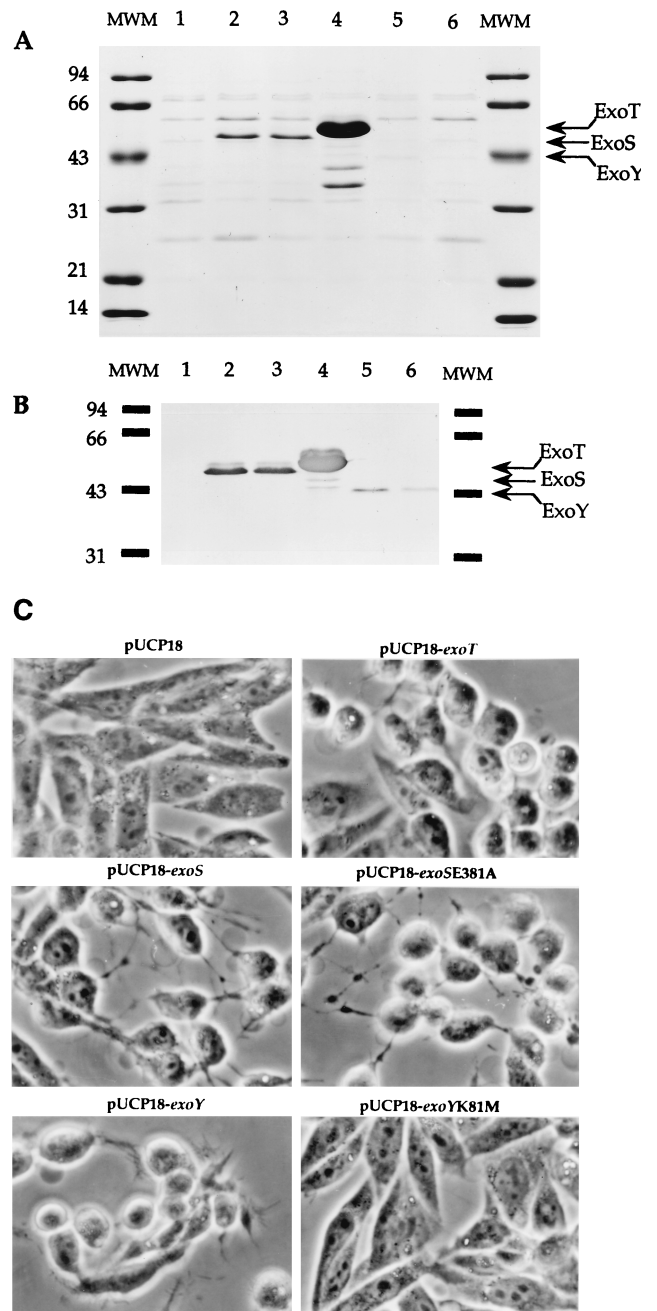 A
MWM 1 2 3 4 5 6 MWM
94
66
43
31
21
14
ExoT
ExoS
ExoY
B
MWM 1 2 3 4 5 6 MWM
94
66
43
31
ExoT
ExoS
ExoY
C
pUCP18 pUCP18-exoT
pUCP18-exoS pUCP18-exoSE381A
pUCP18-exoY pUCP18-exoYK81M